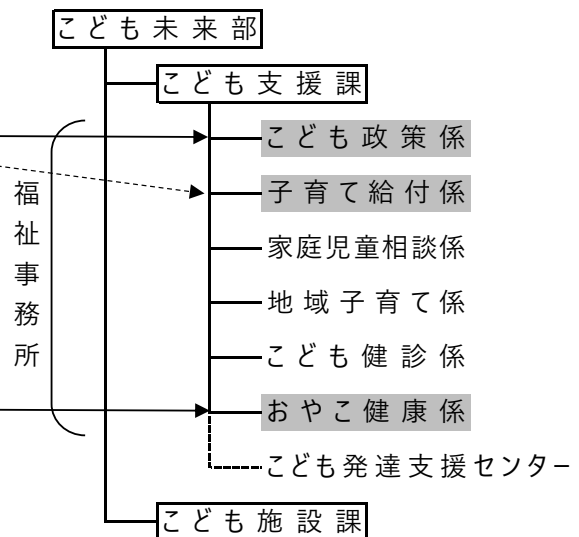 こども未来部
こども支援課
こども政策係
子育て給付係
家庭児童相談係
地域子育て係
こども健診係
おやこ健康係
こども発達支援センター
こども施設課
福祉事務所